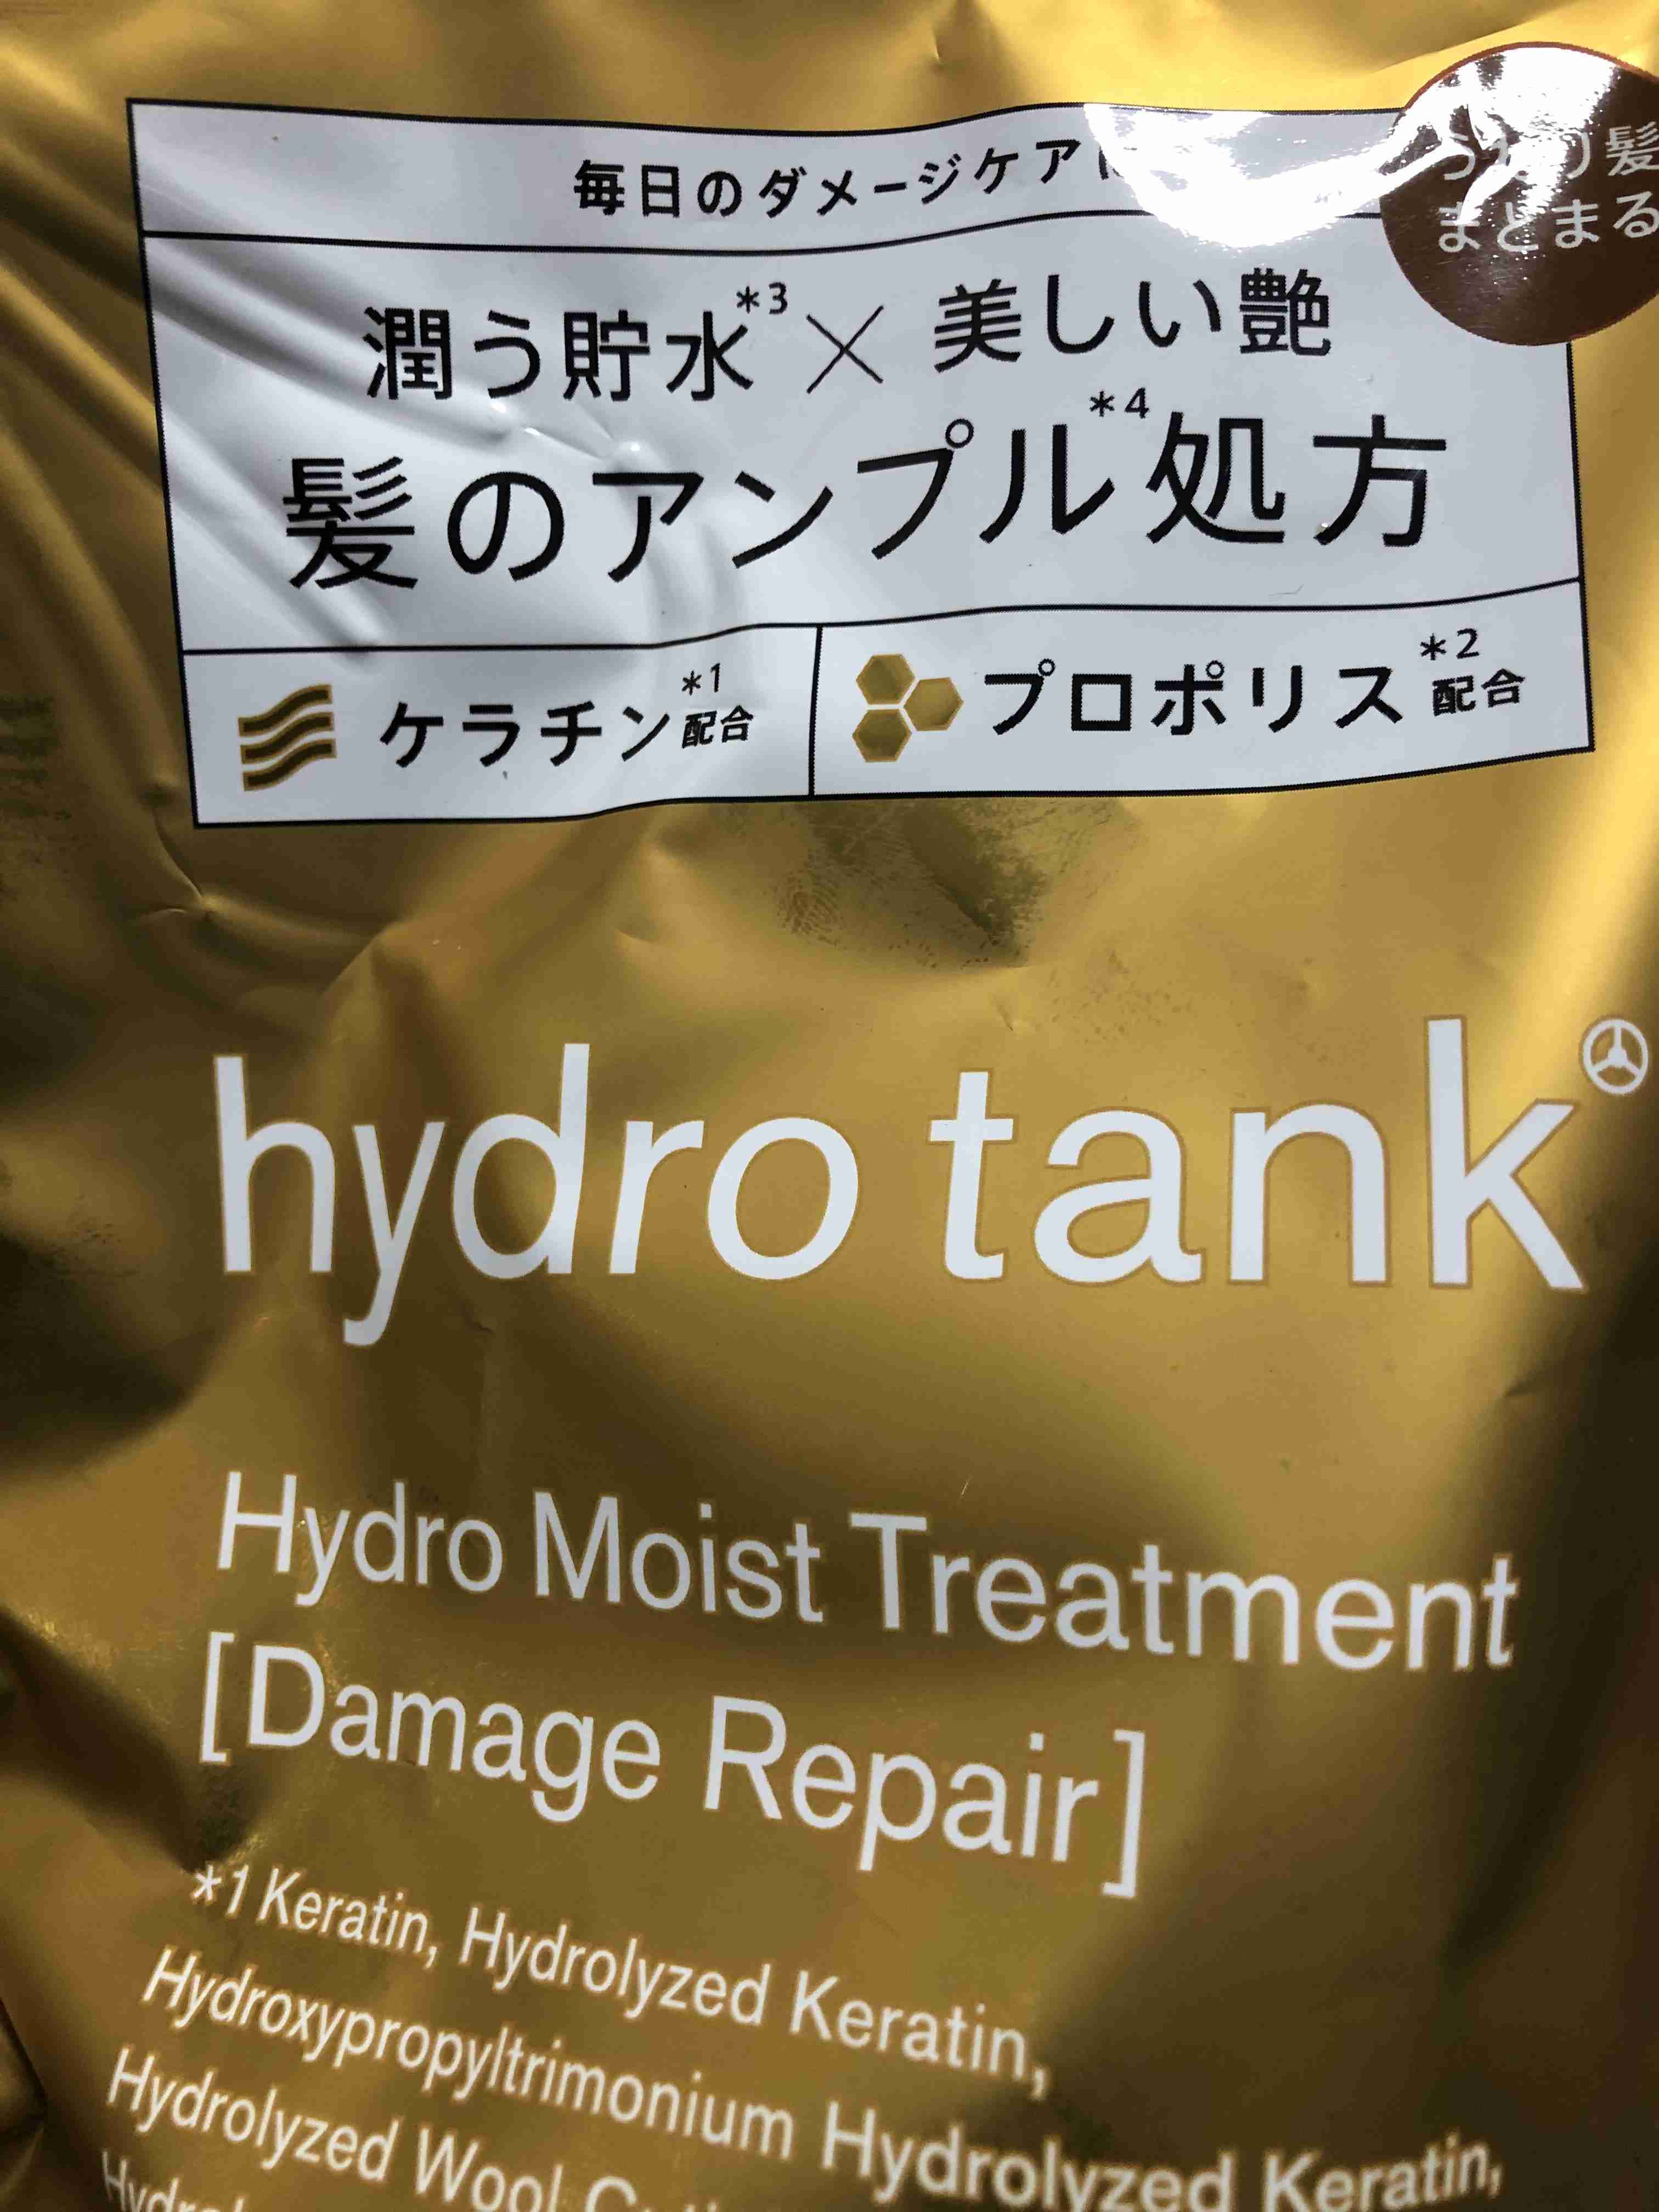 毎日のダメージケア
髪
まとまる
潤う貯水*3×美しい艶
髪のアンプル*4処方
ケラチン*1配合
プロポリス*2配合
hydro tank
Hydro Moist Treatment
[Damage Repair]
*1 Keratin, Hydrolyzed Keratin,
Hydroxypropyltrimonium Hydrolyzed Keratin,
Hydrolyzed Wool